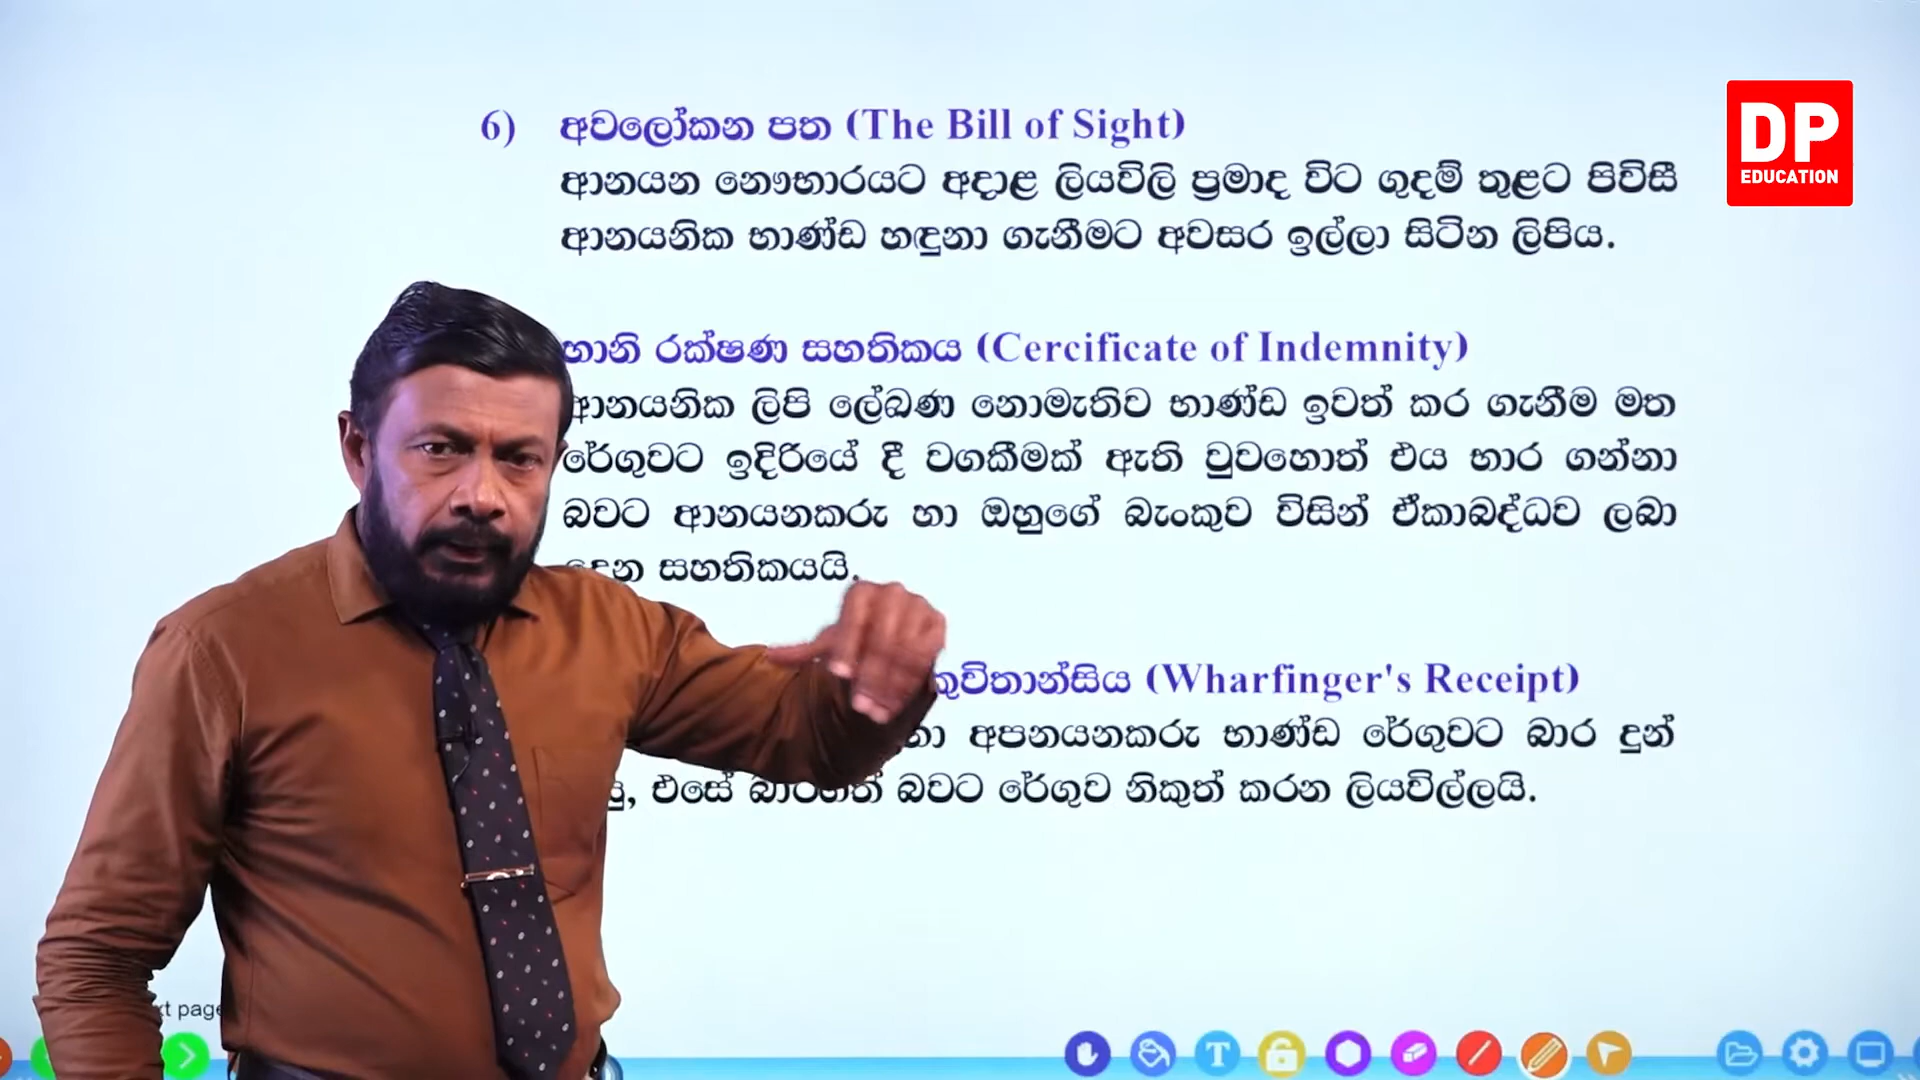 DP
EDUCATION
6) අවලෝකන පත (The Bill of Sight)
ආනයන නෞභාරයට අදාළ ලියවිලි ප්‍රමාද විට ගුදම් තුළට පිවිසී
ආනයනික භාණ්ඩ හඳුනා ගැනීමට අවසර ඉල්ලා සිටින ලිපිය.
හානි රක්ෂණ සහතිකය (Cercificate of Indemnity)
ආනයනික ලිපි ලේඛණ නොමැතිව භාණ්ඩ ඉවත් කර ගැනීම මත
රේගුවට ඉදිරියේ දී වගකීමක් ඇති වුවහොත් එය භාර ගන්නා
බවට ආනයනකරු හා ඔහුගේ බැංකුව විසින් ඒකාබද්ධව ලබා
දෙන සහතිකයයි.
කුවිතාන්සිය (Wharfinger's Receipt)
අපනයනකරු භාණ්ඩ රේගුවට බාර දුන්
එසේ බාරගත් බවට රේගුව නිකුත් කරන ලියවිල්ලයි.
page
T